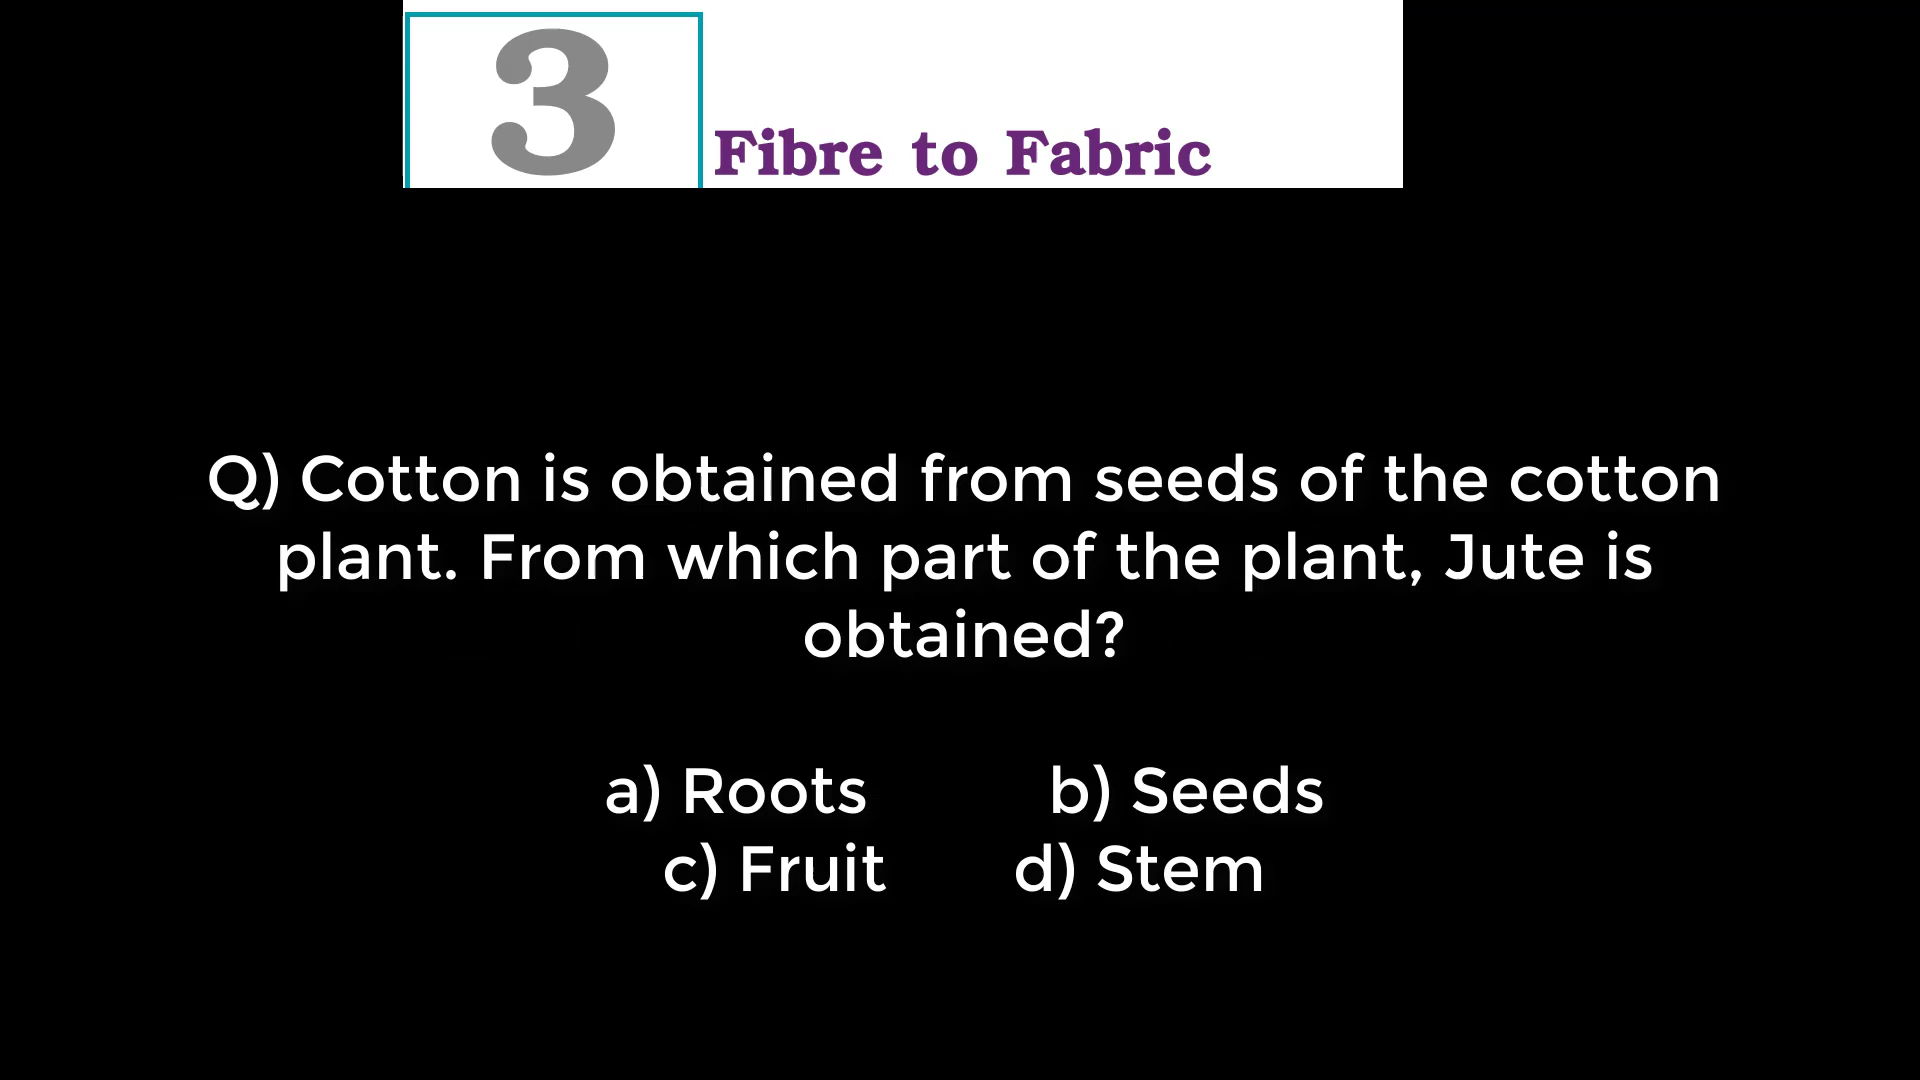 3
Fibre to Fabric
Q) Cotton is obtained from seeds of the cotton
plant. From which part of the plant, Jute is
obtained?
a) Roots b) Seeds
c) Fruit d) Stem